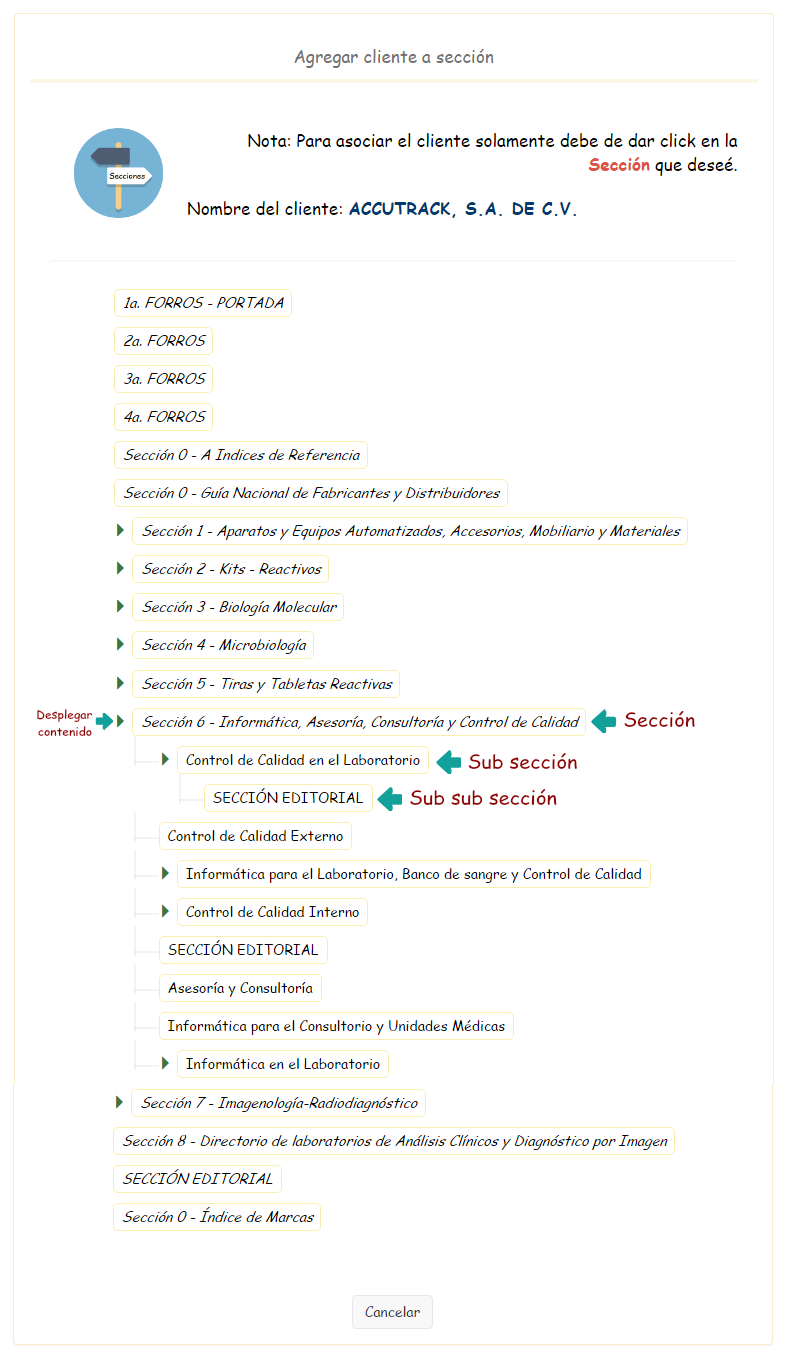 Agregar cliente a sección
Nota: Para asociar el cliente solamente debe de dar click en la
Sección que deseé.
Secciones
Nombre del cliente: ACCUTRACK, S.A. DE C.V.
1a. FORROS - PORTADA
2a. FORROS
3a. FORROS
4a. FORROS
Sección 0 - A Indices de Referencia
Sección 0 - Guía Nacional de Fabricantes y Distribuidores
Sección 1 - Aparatos y Equipos Automatizados, Accesorios, Mobiliario y Materiales
Sección 2 - Kits - Reactivos
Sección 3 - Biología Molecular
Sección 4 - Microbiología
Sección 5 - Tiras y Tabletas Reactivas
Desplegar
contenido
Sección 6 - Informática, Asesoría, Consultoría y Control de Calidad
Sección
Control de Calidad en el Laboratorio
Sub sección
SECCIÓN EDITORIAL
Sub sub sección
Control de Calidad Externo
Informática para el Laboratorio, Banco de sangre y Control de Calidad
Control de Calidad Interno
SECCIÓN EDITORIAL
Asesoría y Consultoría
Informática para el Consultorio y Unidades Médicas
Informática en el Laboratorio
Sección 7 - Imagenología-Radiodiagnóstico
Sección 8 - Directorio de laboratorios de Análisis Clínicos y Diagnóstico por Imagen
SECCIÓN EDITORIAL
Sección 0 - Índice de Marcas
Cancelar